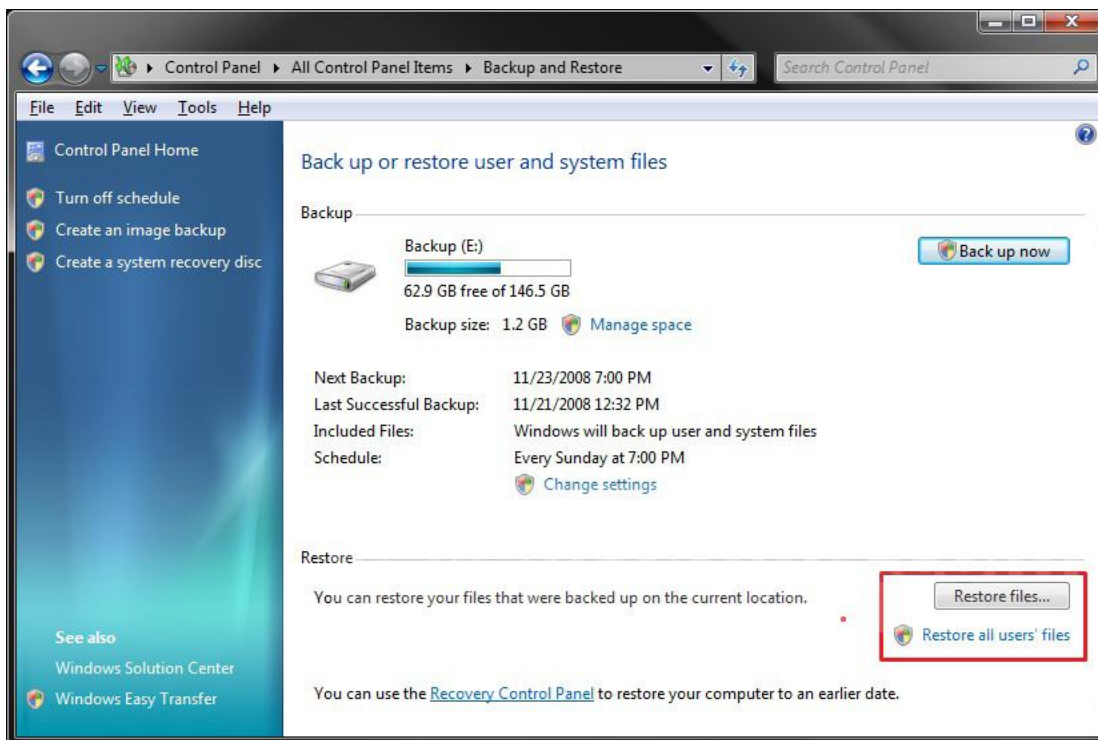 Control Panel ▸ All Control Panel Items ▸ Backup and Restore
Search Control Panel
File Edit View Tools Help
Control Panel Home
Turn off schedule
Create an image backup
Create a system recovery disc
See also
Windows Solution Center
Windows Easy Transfer
Back up or restore user and system files
Backup
Backup (E:)
62.9 GB free of 146.5 GB
Backup size: 1.2 GB Manage space
Back up now
Next Backup: 11/23/2008 7:00 PM
Last Successful Backup: 11/21/2008 12:32 PM
Included Files: Windows will back up user and system files
Schedule: Every Sunday at 7:00 PM
Change settings
Restore
You can restore your files that were backed up on the current location.
Restore files...
Restore all users' files
You can use the Recovery Control Panel to restore your computer to an earlier date.